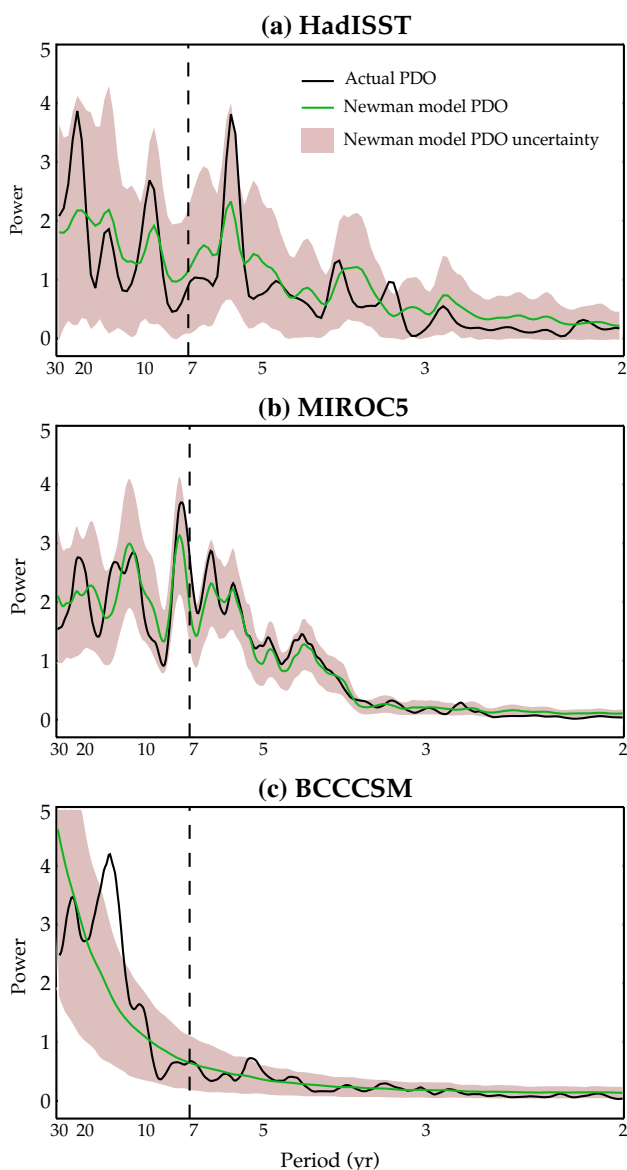 (a) HadISST
5
4
3
2
1
0
Power
Actual PDO
Newman model PDO
Newman model PDO uncertainty
30 20 10 7 5 3 2
(b) MIROC5
5
4
3
2
1
0
Power
30 20 10 7 5 3 2
(c) BCCCSM
5
4
3
2
1
0
Power
30 20 10 7 5 3 2
Period (yr)